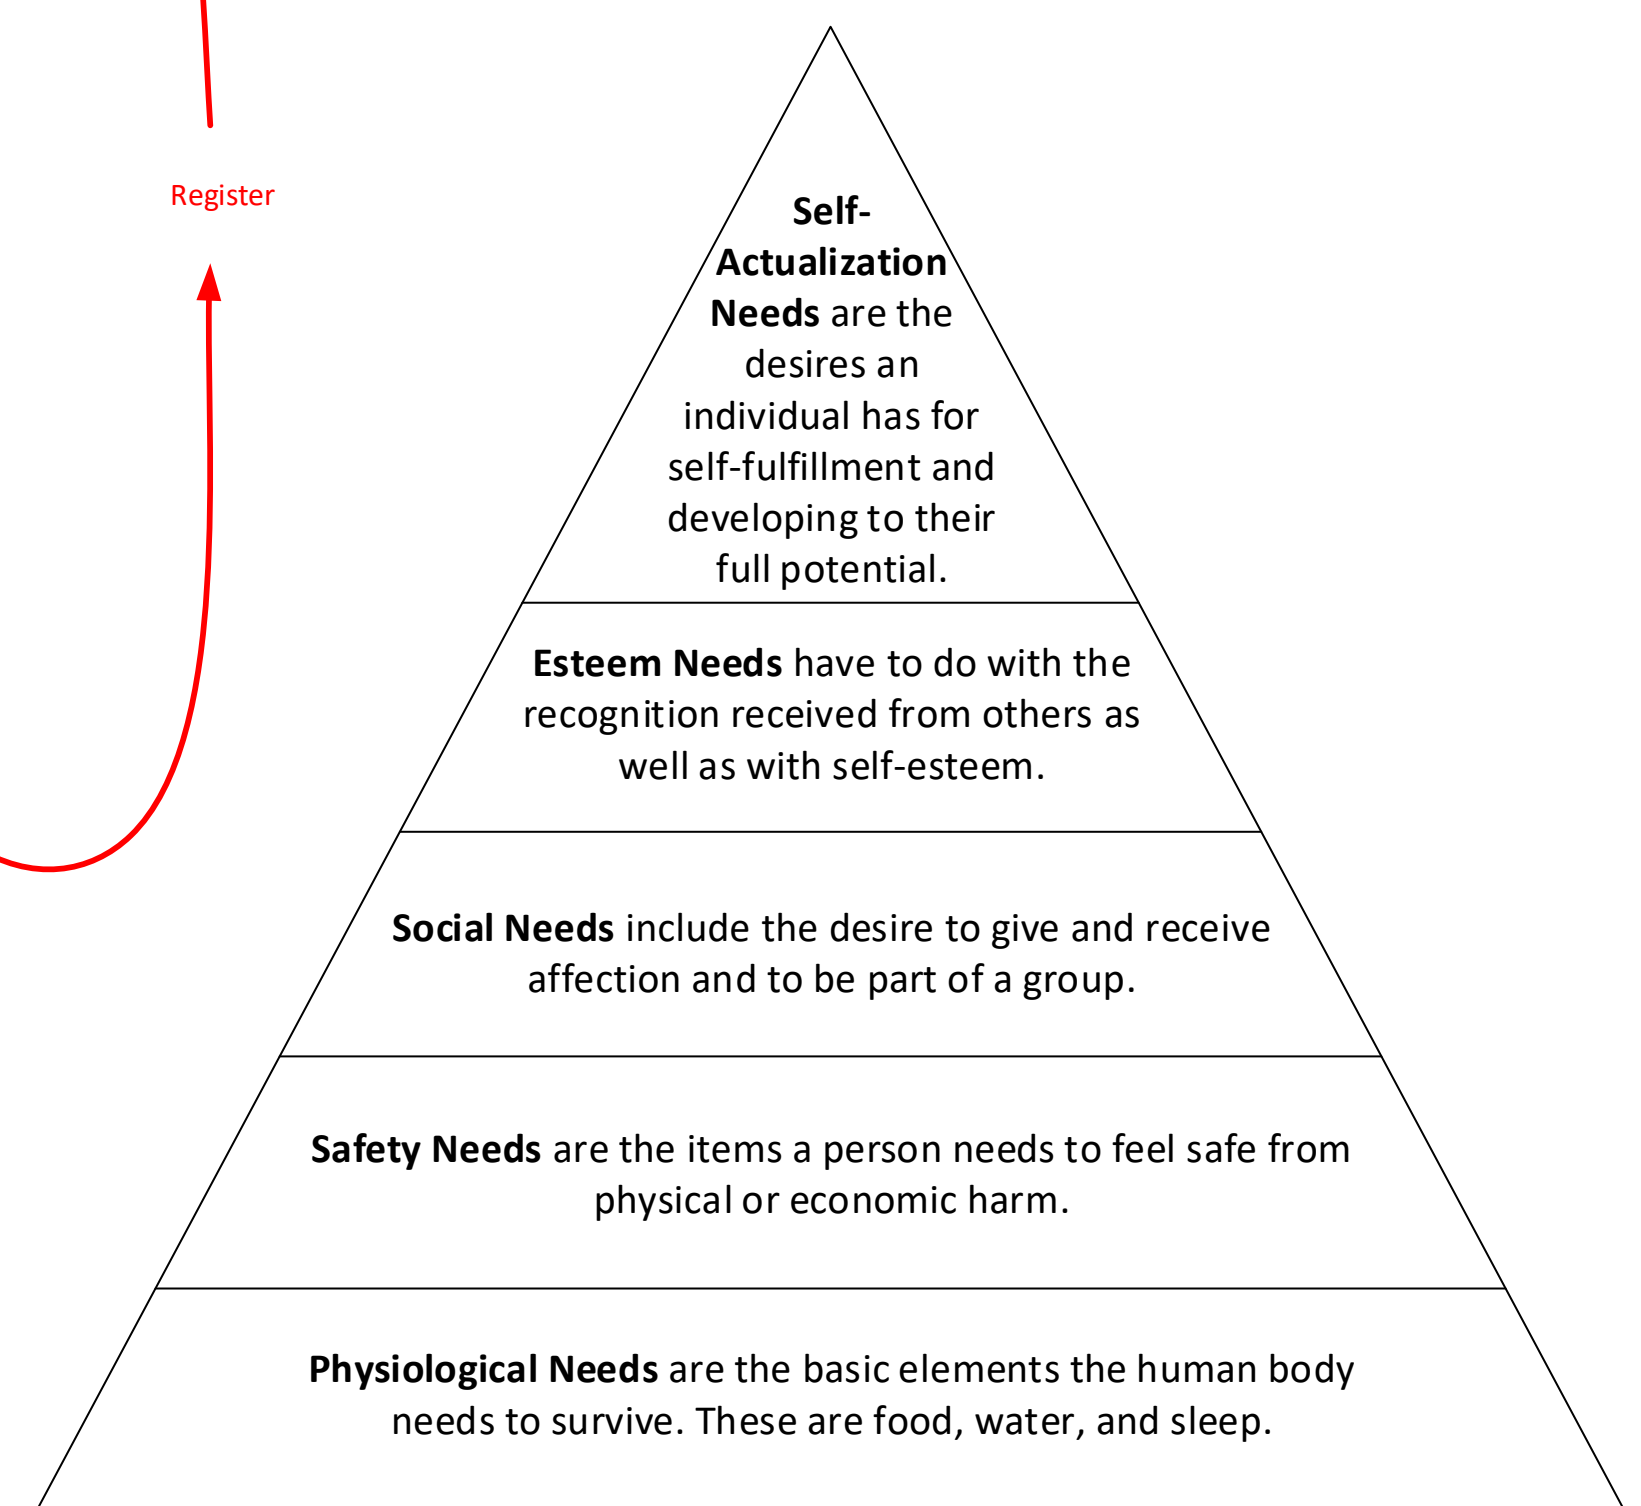 Register
Self-
Actualization
Needs are the
desires an
individual has for
self-fulfillment and
developing to their
full potential.
Esteem Needs have to do with the
recognition received from others as
well as with self-esteem.
Social Needs include the desire to give and receive
affection and to be part of a group.
Safety Needs are the items a person needs to feel safe from
physical or economic harm.
Physiological Needs are the basic elements the human body
needs to survive. These are food, water, and sleep.